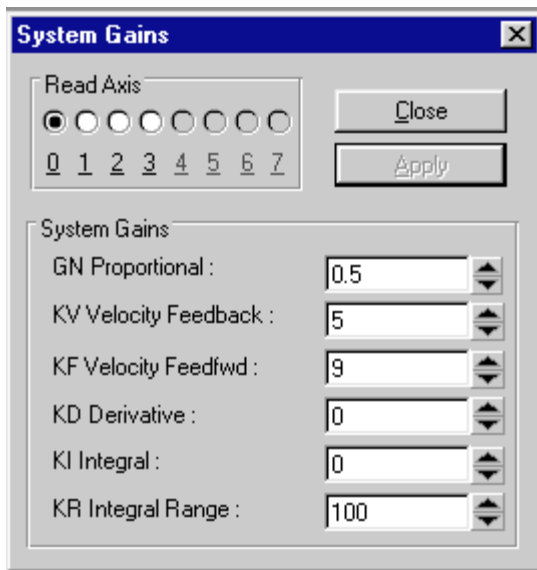 System Gains
Read Axis
0 1 2 3 4 5 6 7
Close
Apply
System Gains
GN Proportional : 0.5
KV Velocity Feedback : 5
KF Velocity Feedfwd : 9
KD Derivative : 0
KI Integral : 0
KR Integral Range : 100